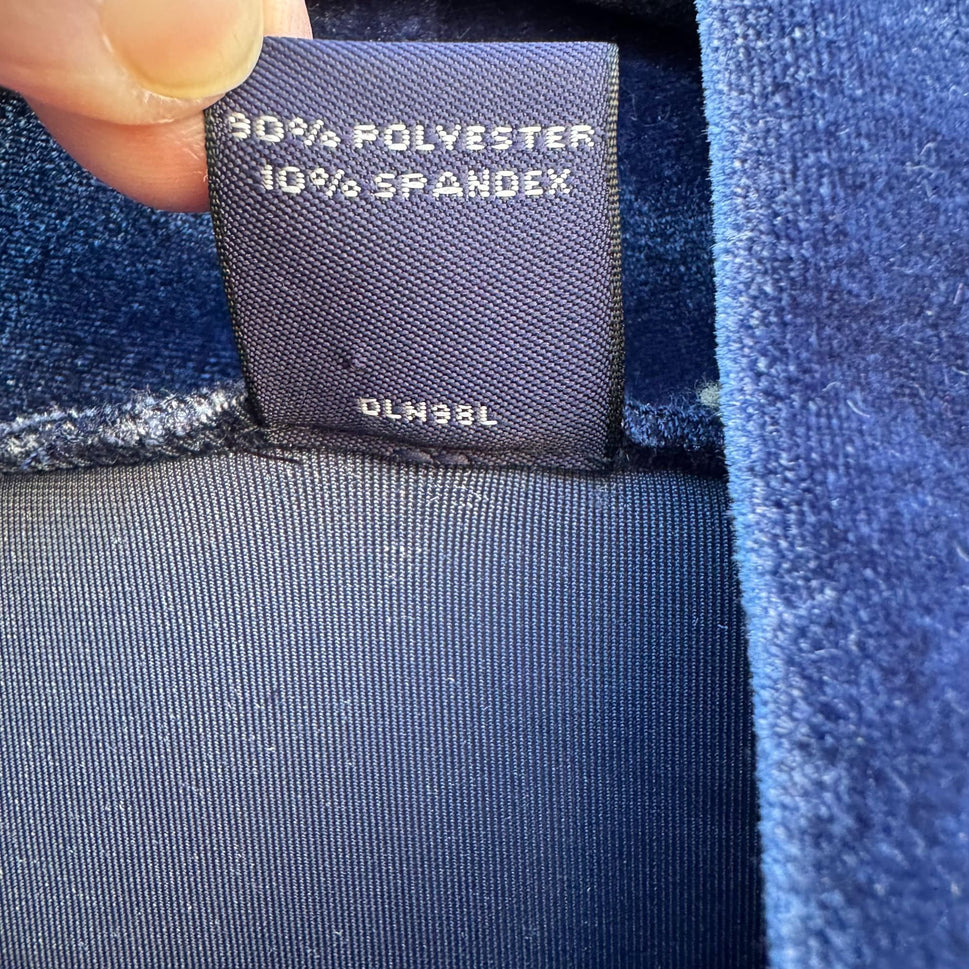 90% POLYESTER
10% SPANDEX
DLN98L